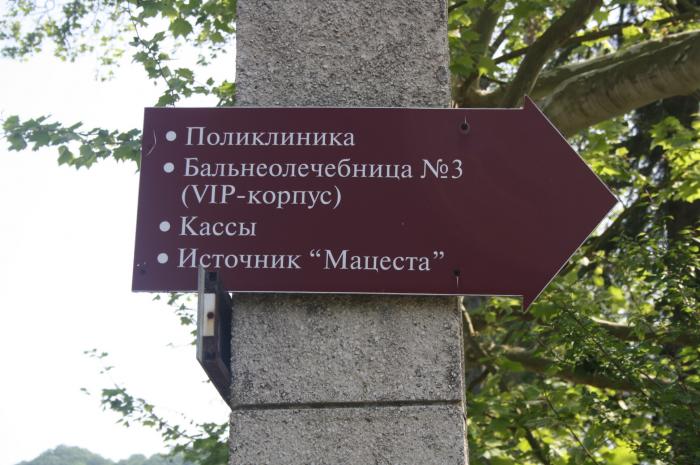 • Поликлиника
• Бальнеолечебница №3
(VIP-корпус)
• Кассы
• Источник “Мацеста”